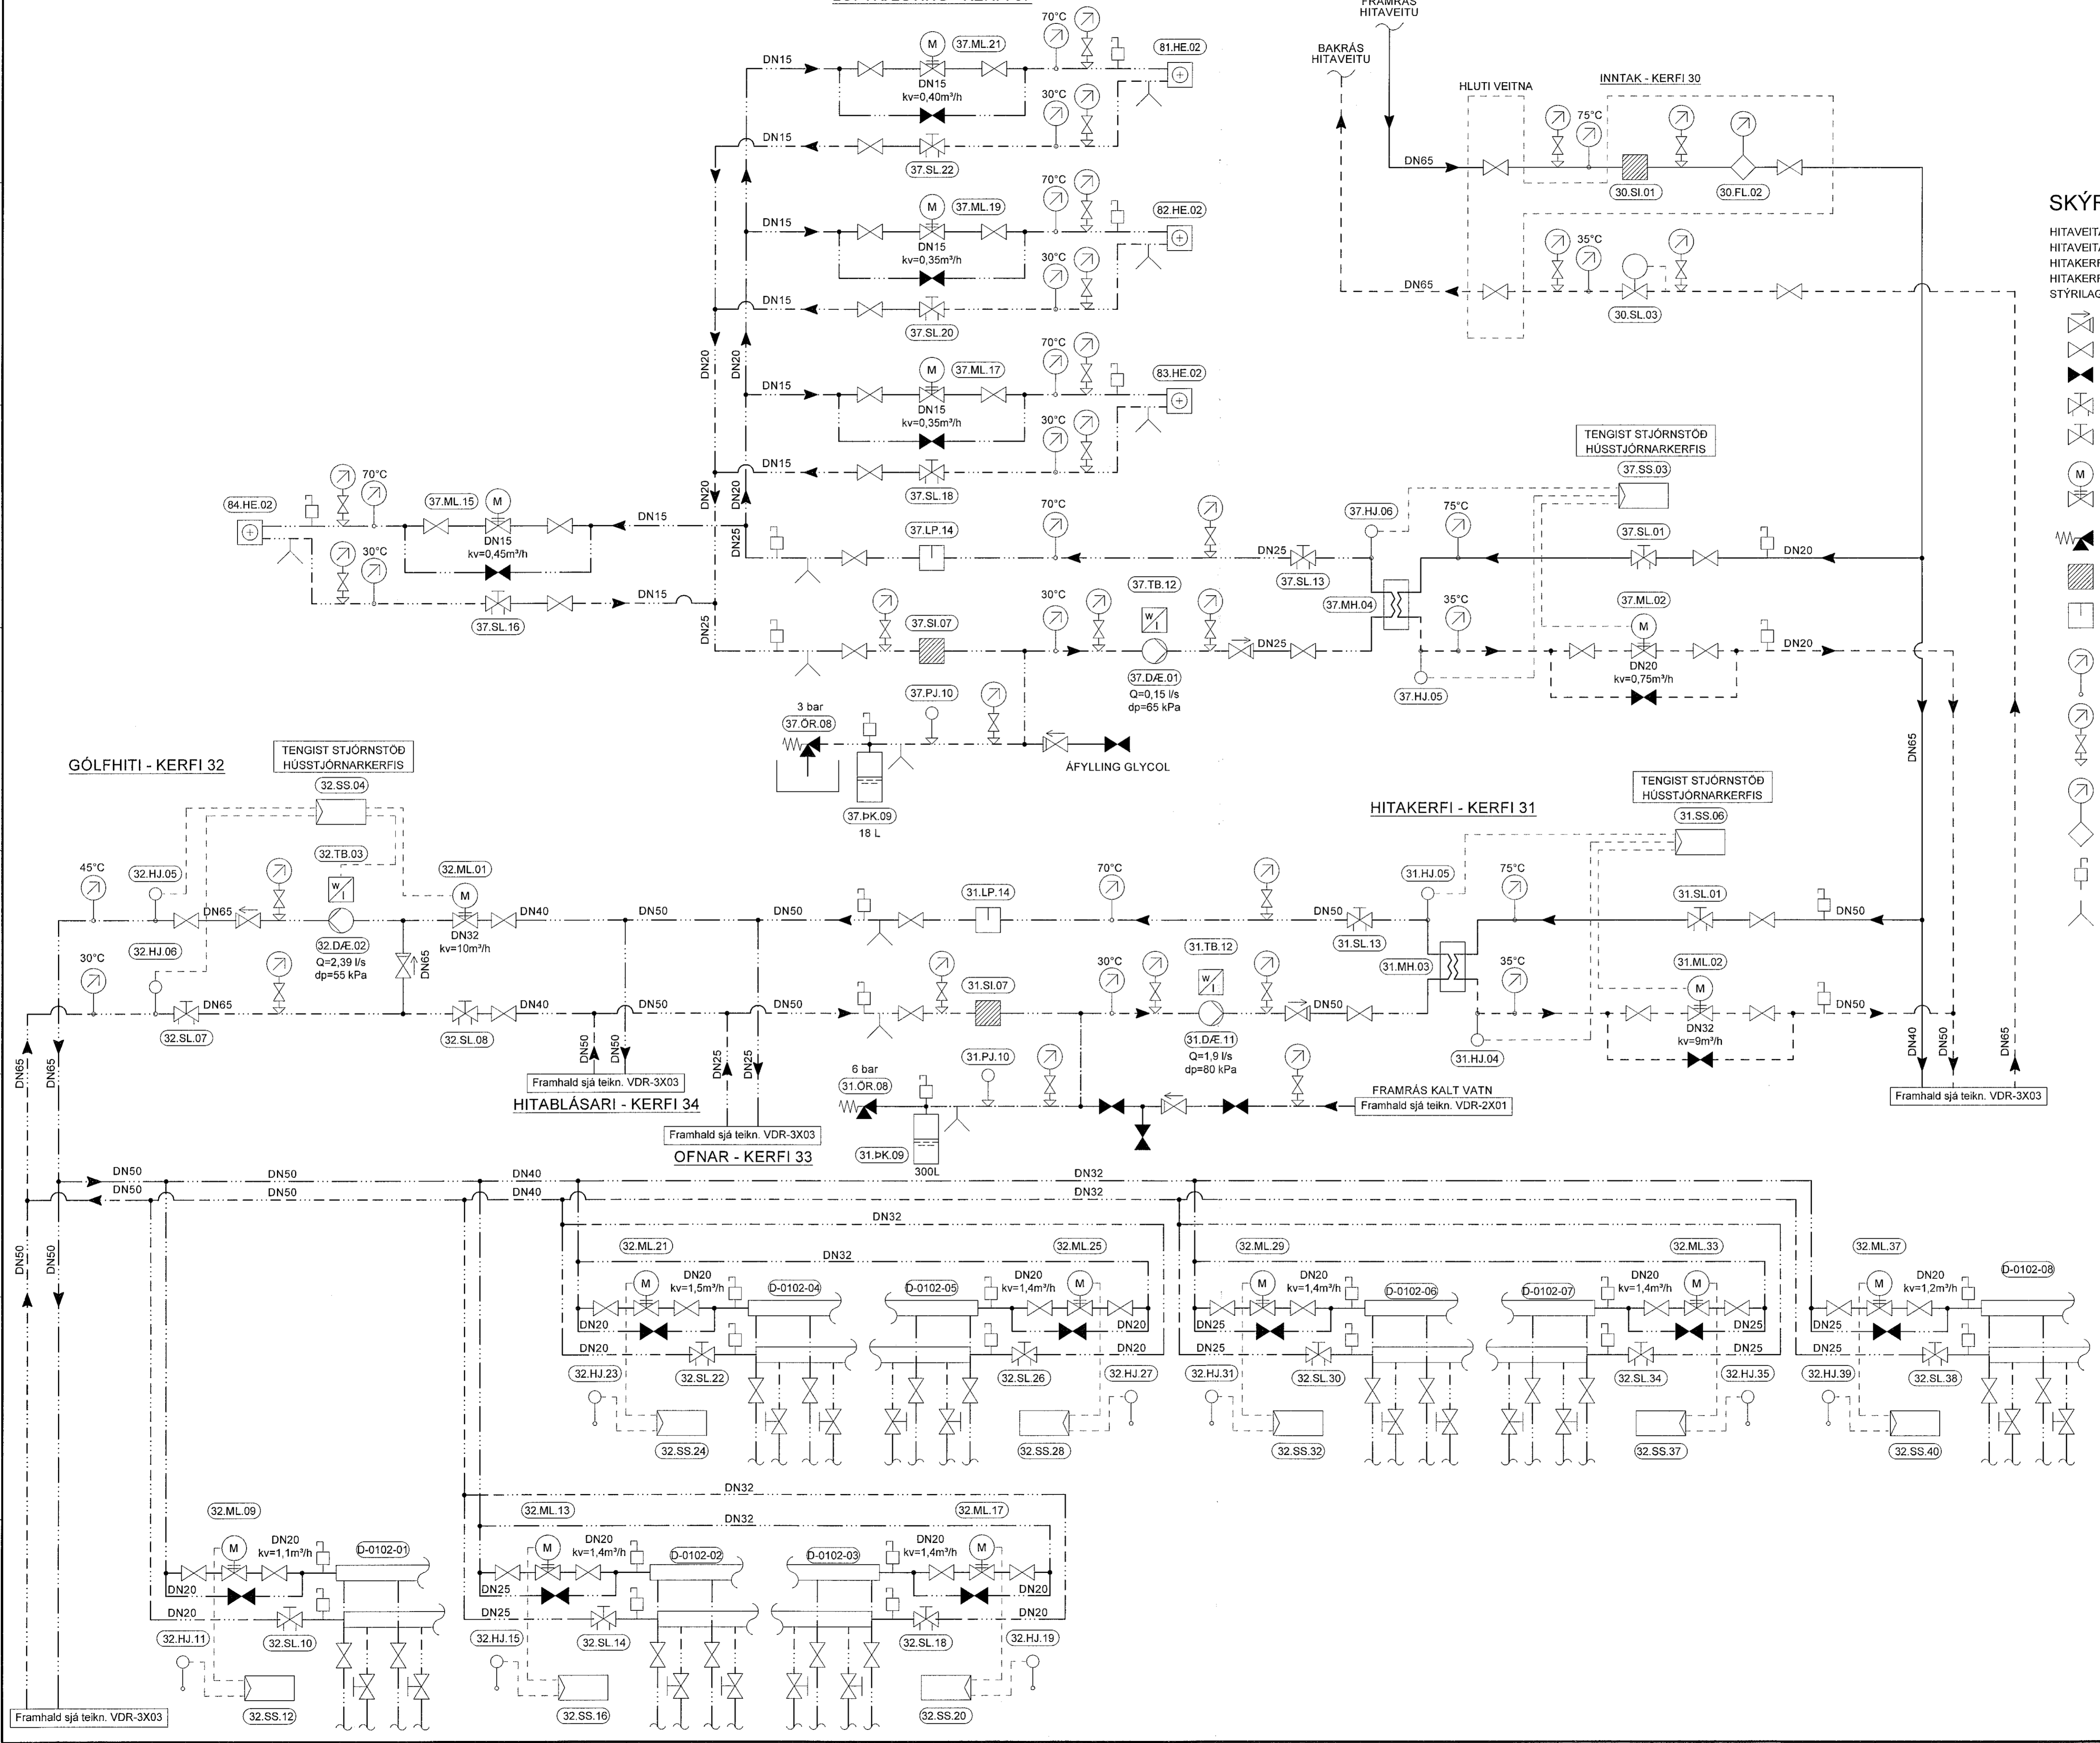 FRAMRÁS
HITAVEITU
BAKRÁS
HITAVEITU
HLUTI VEITNA
INNTAK - KERFI 30
75°C
DN65
30.SI.01
30.FL.02
35°C
DN65
30.SL.03
HITAVEITA
HITAVEITA
70°C
DN15
M
37.ML.21
81.HE.02
DN15
kv=0,40m³/h
30°C
DN15
37.SL.22
70°C
DN15
M
37.ML.19
82.HE.02
DN15
kv=0,35m³/h
30°C
DN15
37.SL.20
DN20
DN20
70°C
DN15
M
37.ML.17
83.HE.02
DN15
kv=0,35m³/h
30°C
DN15
37.SL.18
DN20
DN20
M
84.HE.02
70°C
37.ML.15
M
DN15
DN15
kv=0,45m³/h
30°C
37.SL.16
DN15
DN25
DN25
37.LP.14
70°C
DN25
37.SL.13
37.HJ.06
TENGIST STJÓRNSTÖÐ
HÚSSTJÓRNARKERFIS
37.SS.03
75°C
37.SL.01
DN20
37.MH.04
37.SI.07
30°C
37.TB.12
W
I
DN25
37.DÆ.01
Q=0,15 l/s
dp=65 kPa
35°C
37.ML.02
M
DN20
DN20
kv=0,75m³/h
37.HJ.05
37.PJ.10
3 bar
37.ÖR.08
ÁFYLLING GLYCOL
37.ÞK.09
18 L
DN65
GÓLFHITI - KERFI 32
TENGIST STJÓRNSTÖÐ
HÚSSTJÓRNARKERFIS
32.SS.04
45°C
32.HJ.05
32.TB.03
W
I
32.ML.01
M
DN65
DN40
DN50
DN50
32.DÆ.02
Q=2,39 l/s
dp=55 kPa
DN32
kv=10m³/h
DN65
32.HJ.06
30°C
DN65
DN40
DN50
DN50
32.SL.07
32.SL.08
HITAKERFI - KERFI 31
TENGIST STJÓRNSTÖÐ
HÚSSTJÓRNARKERFIS
31.SS.06
31.LP.14
70°C
DN50
31.SL.13
31.HJ.05
75°C
31.SL.01
DN50
31.MH.03
31.SI.07
30°C
31.TB.12
W
I
DN50
31.DÆ.11
Q=1,9 l/s
dp=80 kPa
35°C
31.ML.02
M
DN50
DN32
kv=9m³/h
31.HJ.04
DN65
DN65
DN50
DN50
DN25
DN25
DN40
DN50
DN65
Framhald sjá teikn. VDR-3X03
HITABLÁSARI - KERFI 34
Framhald sjá teikn. VDR-3X03
OFNAR - KERFI 33
31.PJ.10
6 bar
31.ÖR.08
31.ÞK.09
300L
FRAMRÁS KALT VATN
Framhald sjá teikn. VDR-2X01
Framhald sjá teikn. VDR-3X03
DN50
DN50
DN40
DN32
DN50
DN50
DN40
DN32
DN32
DN50
DN50
32.ML.21
DN32
32.ML.25
M
DN20
kv=1,5m³/h
D-0102-04
D-0102-05
DN20
kv=1,4m³/h
M
DN20
DN20
DN20
DN20
32.HJ.23
32.SL.22
32.SL.26
32.HJ.27
32.SS.24
32.SS.28
32.ML.29
32.ML.33
M
DN20
kv=1,4m³/h
D-0102-06
D-0102-07
DN20
kv=1,4m³/h
M
DN25
DN25
DN25
DN25
32.HJ.31
32.SL.30
32.SL.34
32.HJ.35
32.SS.32
32.SS.37
32.ML.37
M
DN20
kv=1,2m³/h
D-0102-08
DN25
DN25
32.HJ.39
32.SL.38
32.SS.40
32.ML.09
M
DN20
kv=1,1m³/h
D-0102-01
DN20
DN20
32.HJ.11
32.SL.10
32.SS.12
DN32
32.ML.13
DN32
32.ML.17
M
DN20
kv=1,4m³/h
D-0102-02
D-0102-03
DN20
kv=1,4m³/h
M
DN25
DN20
DN25
DN20
32.HJ.15
32.SL.14
32.SL.18
32.HJ.19
32.SS.16
32.SS.20
Framhald sjá teikn. VDR-3X03